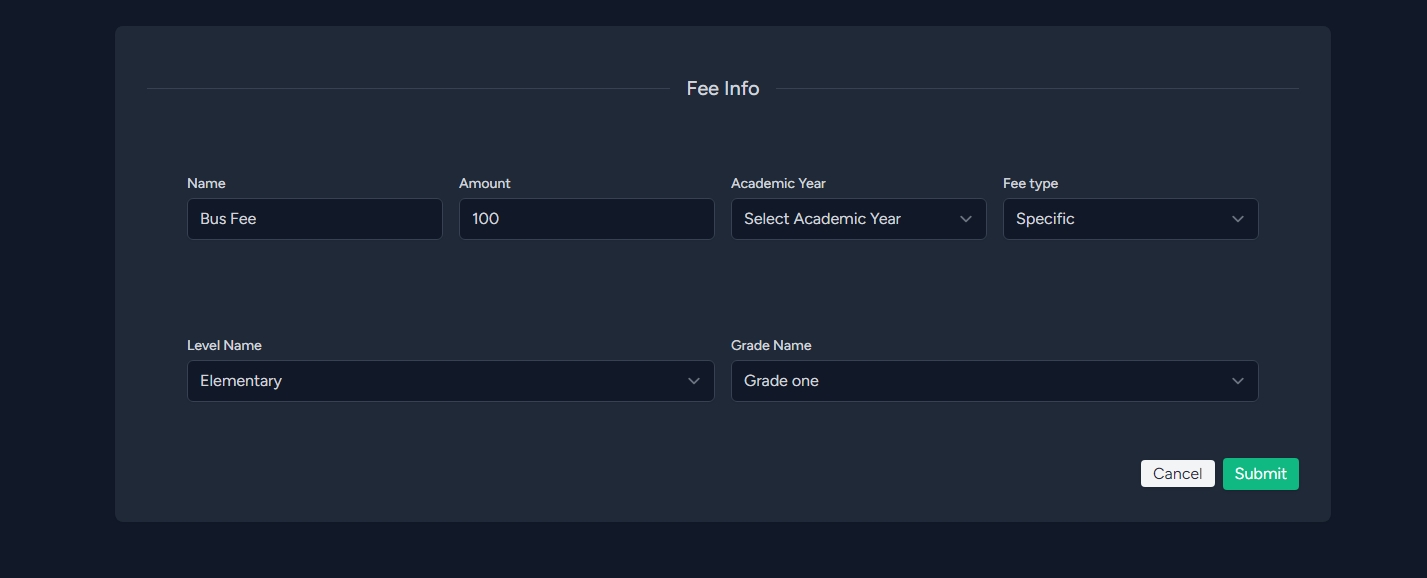 Fee Info
Name Amount Academic Year Fee type
Bus Fee 100 Select Academic Year Specific
Level Name Grade Name
Elementary Grade one
Cancel Submit